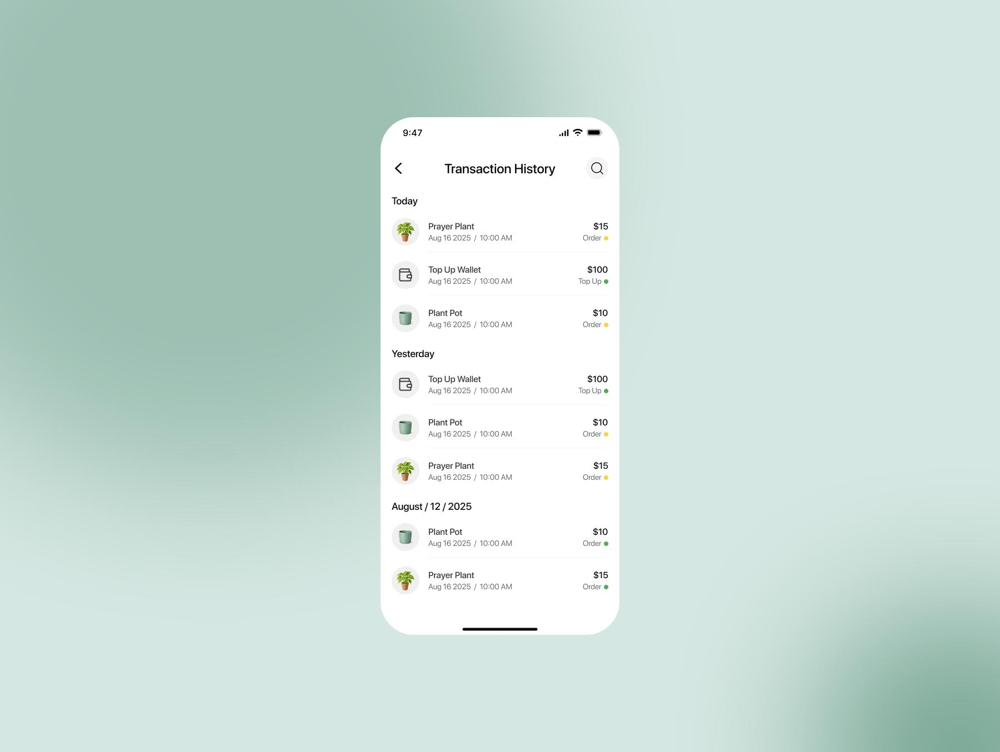 9:47
Transaction History
Today
Prayer Plant $15
Aug 16 2025 / 10:00 AM Order
Top Up Wallet $100
Aug 16 2025 / 10:00 AM Top Up
Plant Pot $10
Aug 16 2025 / 10:00 AM Order
Yesterday
Top Up Wallet $100
Aug 16 2025 / 10:00 AM Top Up
Plant Pot $10
Aug 16 2025 / 10:00 AM Order
Prayer Plant $15
Aug 16 2025 / 10:00 AM Order
August / 12 / 2025
Plant Pot $10
Aug 16 2025 / 10:00 AM Order
Prayer Plant $15
Aug 16 2025 / 10:00 AM Order